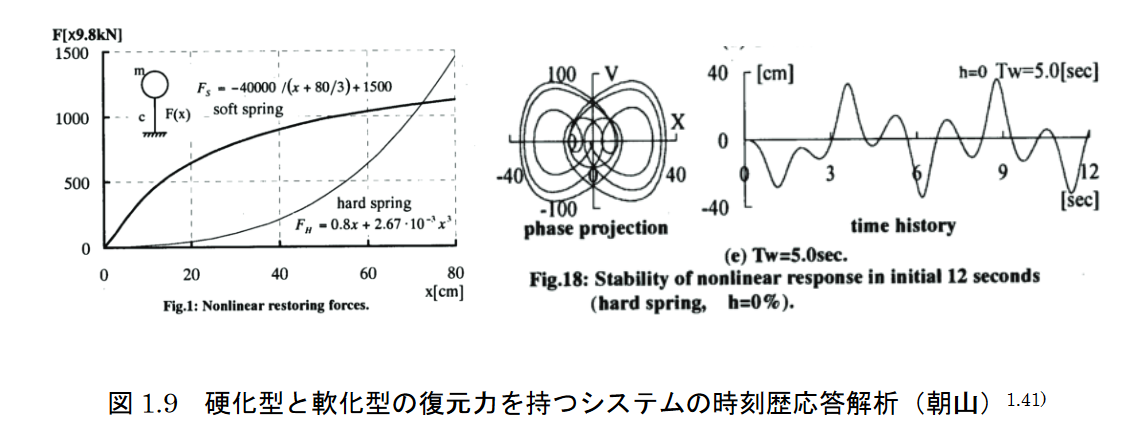 F[x9.8kN]
1500
1000
500
0
m
c
F(x)
F_S = -40000 /(x + 80/3)+1500
soft spring
hard spring
F_H = 0.8x + 2.67·10⁻³ x³
0 20 40 60 80
x[cm]
Fig.1: Nonlinear restoring forces.
100 V
X
-40 0 40
-100
phase projection
40 [cm] h=0 Tw=5.0[sec]
0
0 3 6 9 12
-40 [sec]
time history
(e) Tw=5.0sec.
Fig.18: Stability of nonlinear response in initial 12 seconds
(hard spring, h=0%).
図 1.9 硬化型と軟化型の復元力を持つシステムの時刻歴応答解析（朝山）1.41)